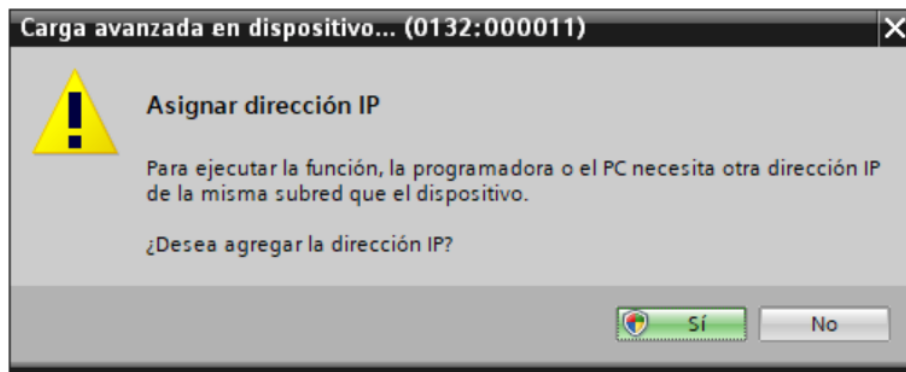 Carga avanzada en dispositivo... (0132:000011)
Asignar dirección IP
Para ejecutar la función, la programadora o el PC necesita otra dirección IP
de la misma subred que el dispositivo.
¿Desea agregar la dirección IP?
Sí No